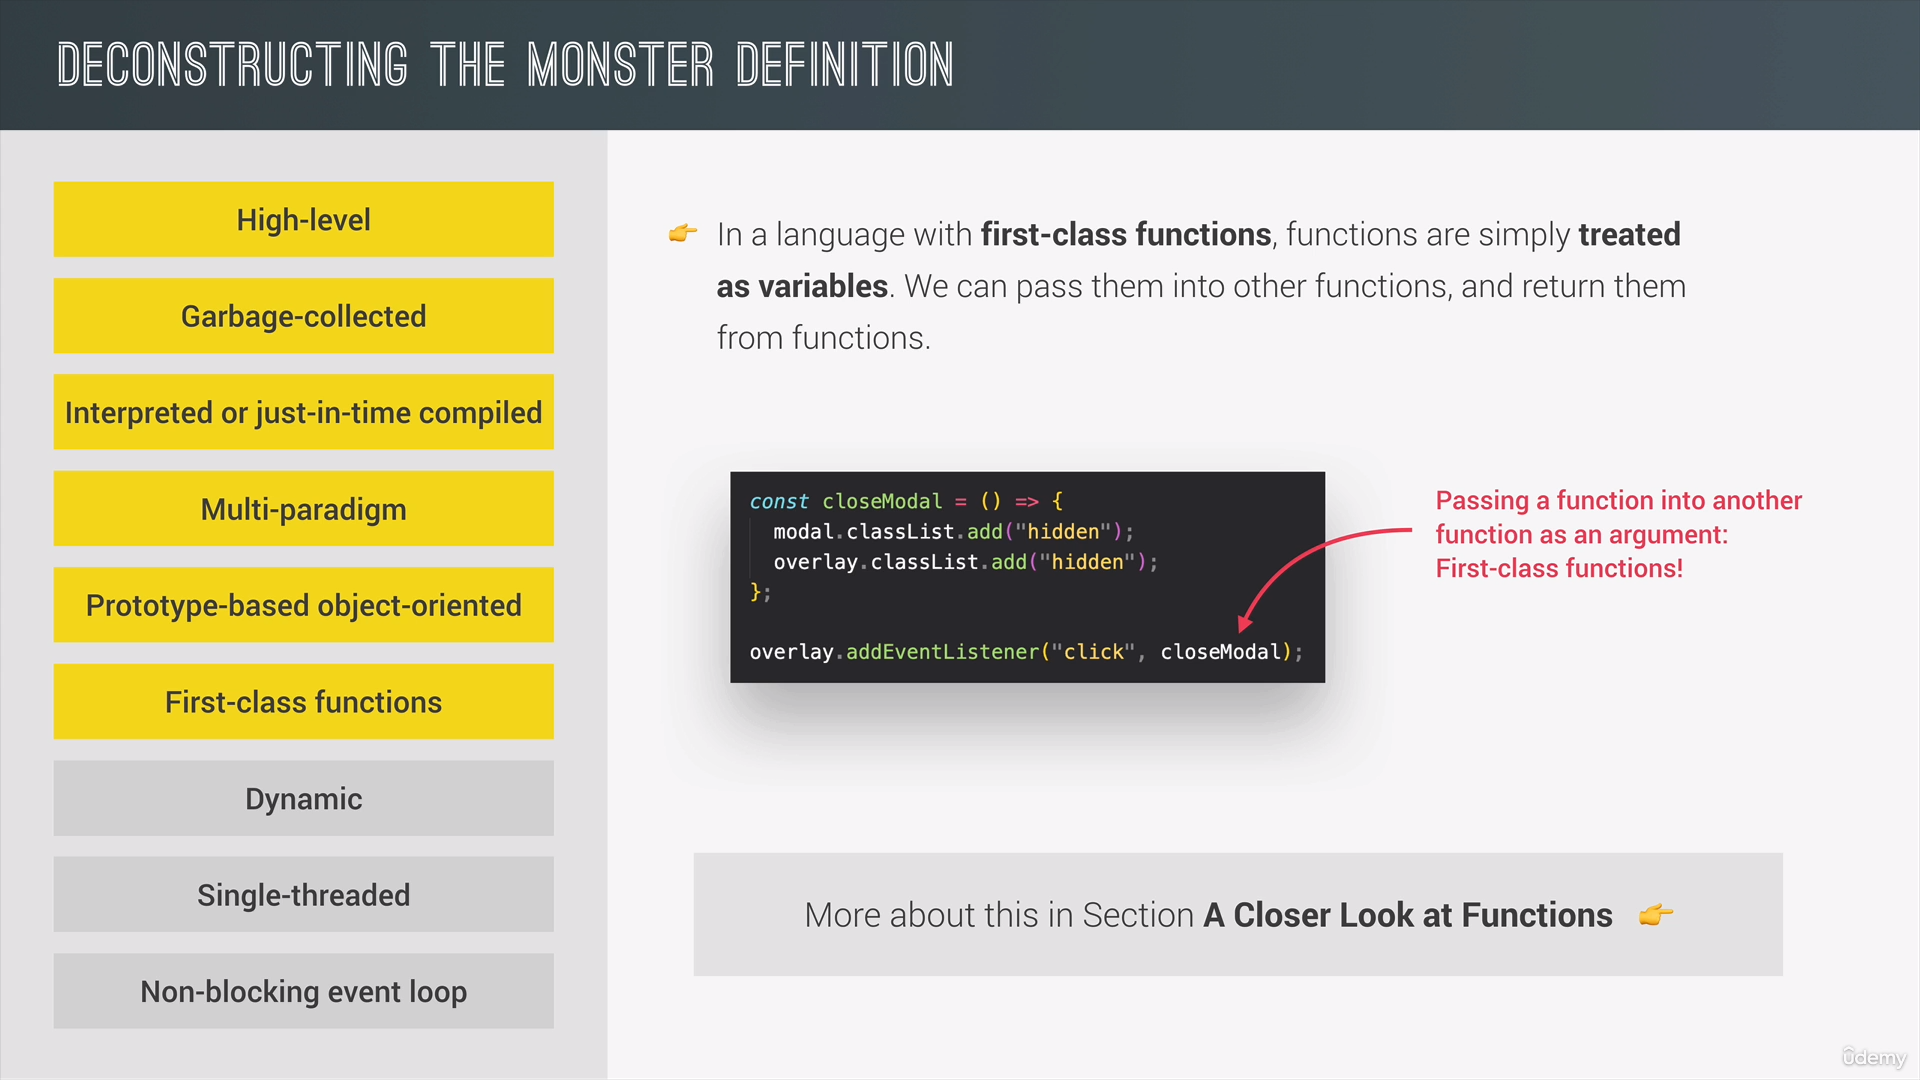 DECONSTRUCTING THE MONSTER DEFINITION
High-level
Garbage-collected
Interpreted or just-in-time compiled
Multi-paradigm
Prototype-based object-oriented
First-class functions
Dynamic
Single-threaded
Non-blocking event loop
👉 In a language with first-class functions, functions are simply treated
as variables. We can pass them into other functions, and return them
from functions.
const closeModal = () => {
  modal.classList.add("hidden");
  overlay.classList.add("hidden");
};
overlay.addEventListener("click", closeModal);
Passing a function into another
function as an argument:
First-class functions!
More about this in Section A Closer Look at Functions 👉
ûdemy